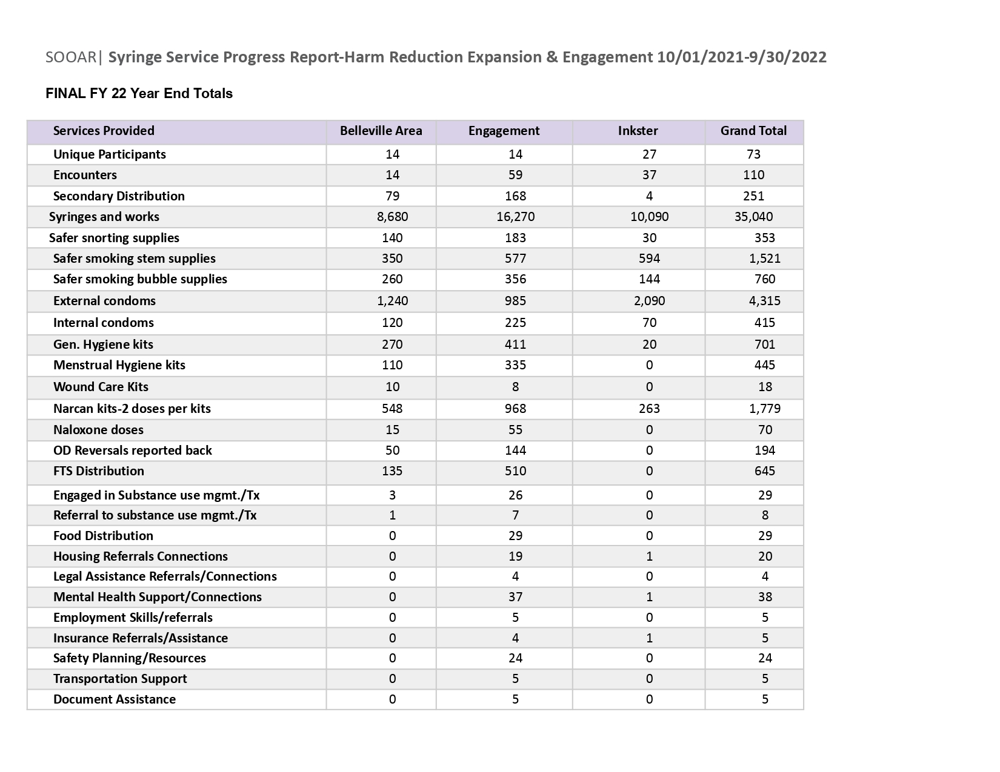 SOOAR| Syringe Service Progress Report-Harm Reduction Expansion & Engagement 10/01/2021-9/30/2022
FINAL FY 22 Year End Totals
Services Provided Belleville Area Engagement Inkster Grand Total
Unique Participants 14 14 27 73
Encounters 14 59 37 110
Secondary Distribution 79 168 4 251
Syringes and works 8,680 16,270 10,090 35,040
Safer snorting supplies 140 183 30 353
Safer smoking stem supplies 350 577 594 1,521
Safer smoking bubble supplies 260 356 144 760
External condoms 1,240 985 2,090 4,315
Internal condoms 120 225 70 415
Gen. Hygiene kits 270 411 20 701
Menstrual Hygiene kits 110 335 0 445
Wound Care Kits 10 8 0 18
Narcan kits-2 doses per kits 548 968 263 1,779
Naloxone doses 15 55 0 70
OD Reversals reported back 50 144 0 194
FTS Distribution 135 510 0 645
Engaged in Substance use mgmt./Tx 3 26 0 29
Referral to substance use mgmt./Tx 1 7 0 8
Food Distribution 0 29 0 29
Housing Referrals Connections 0 19 1 20
Legal Assistance Referrals/Connections 0 4 0 4
Mental Health Support/Connections 0 37 1 38
Employment Skills/referrals 0 5 0 5
Insurance Referrals/Assistance 0 4 1 5
Safety Planning/Resources 0 24 0 24
Transportation Support 0 5 0 5
Document Assistance 0 5 0 5